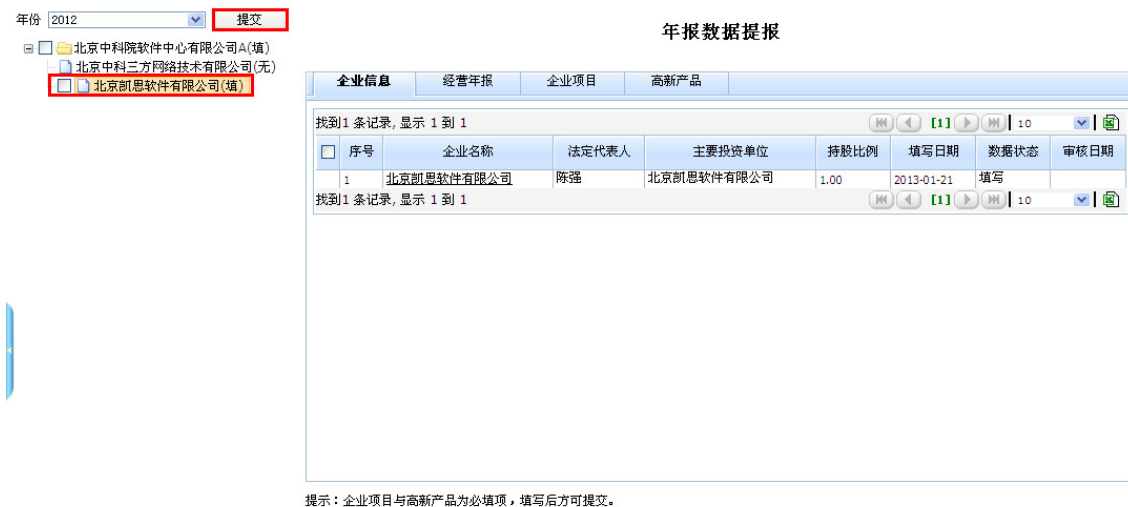 年份 2012 提交
北京中科院软件中心有限公司A(填)
北京中科三方网络技术有限公司(无)
北京凯思软件有限公司(填)
年报数据提报
企业信息 经营年报 企业项目 高新产品
找到1 条记录, 显示 1 到 1 [1] 10
序号 企业名称 法定代表人 主要投资单位 持股比例 填写日期 数据状态 审核日期
1 北京凯思软件有限公司 陈强 北京凯思软件有限公司 1.00 2013-01-21 填写
找到1 条记录, 显示 1 到 1 [1] 10
提示：企业项目与高新产品为必填项，填写后方可提交。